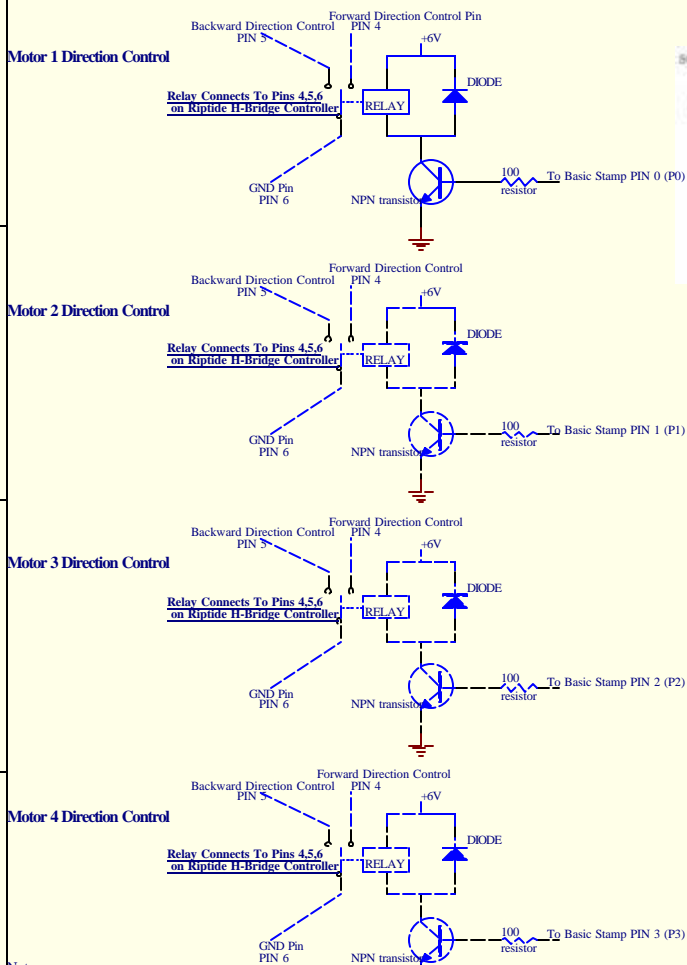 Forward Direction Control Pin
Backward Direction Control PIN 4
PIN 5
+6V
Motor 1 Direction Control
DIODE
Relay Connects To Pins 4,5,6
on Riptide H-Bridge Controller
RELAY
100
To Basic Stamp PIN 0 (P0)
resistor
GND Pin
PIN 6
NPN transistor
Forward Direction Control
Backward Direction Control PIN 4
PIN 5
+6V
Motor 2 Direction Control
DIODE
Relay Connects To Pins 4,5,6
on Riptide H-Bridge Controller
RELAY
100
To Basic Stamp PIN 1 (P1)
resistor
GND Pin
PIN 6
NPN transistor
Forward Direction Control
Backward Direction Control PIN 4
PIN 5
+6V
Motor 3 Direction Control
DIODE
Relay Connects To Pins 4,5,6
on Riptide H-Bridge Controller
RELAY
100
To Basic Stamp PIN 2 (P2)
resistor
GND Pin
PIN 6
NPN transistor
Forward Direction Control
Backward Direction Control PIN 4
PIN 5
+6V
Motor 4 Direction Control
DIODE
Relay Connects To Pins 4,5,6
on Riptide H-Bridge Controller
RELAY
100
To Basic Stamp PIN 3 (P3)
resistor
GND Pin
PIN 6
NPN transistor